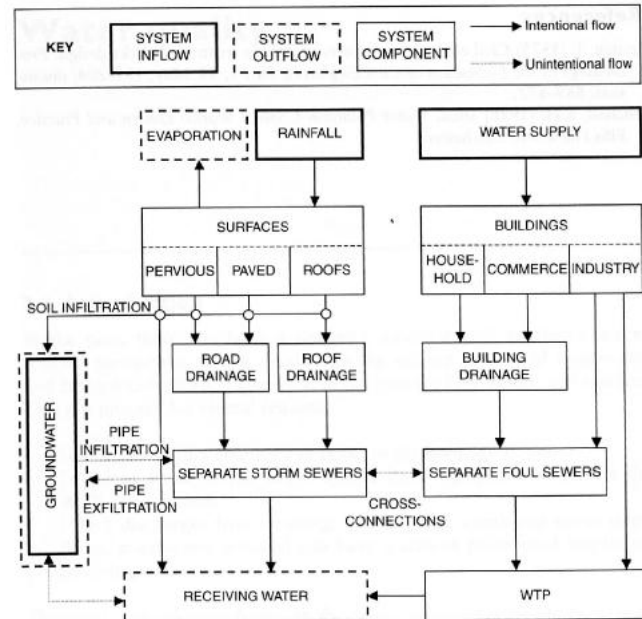 KEY
SYSTEM
INFLOW
SYSTEM
OUTFLOW
SYSTEM
COMPONENT
Intentional flow
Unintentional flow
EVAPORATION
RAINFALL
WATER SUPPLY
SURFACES
PERVIOUS
PAVED
ROOFS
BUILDINGS
HOUSE-
HOLD
COMMERCE
INDUSTRY
SOIL INFILTRATION
ROAD
DRAINAGE
ROOF
DRAINAGE
BUILDING
DRAINAGE
GROUNDWATER
PIPE
INFILTRATION
PIPE
EXFILTRATION
SEPARATE STORM SEWERS
CROSS-
CONNECTIONS
SEPARATE FOUL SEWERS
RECEIVING WATER
WTP